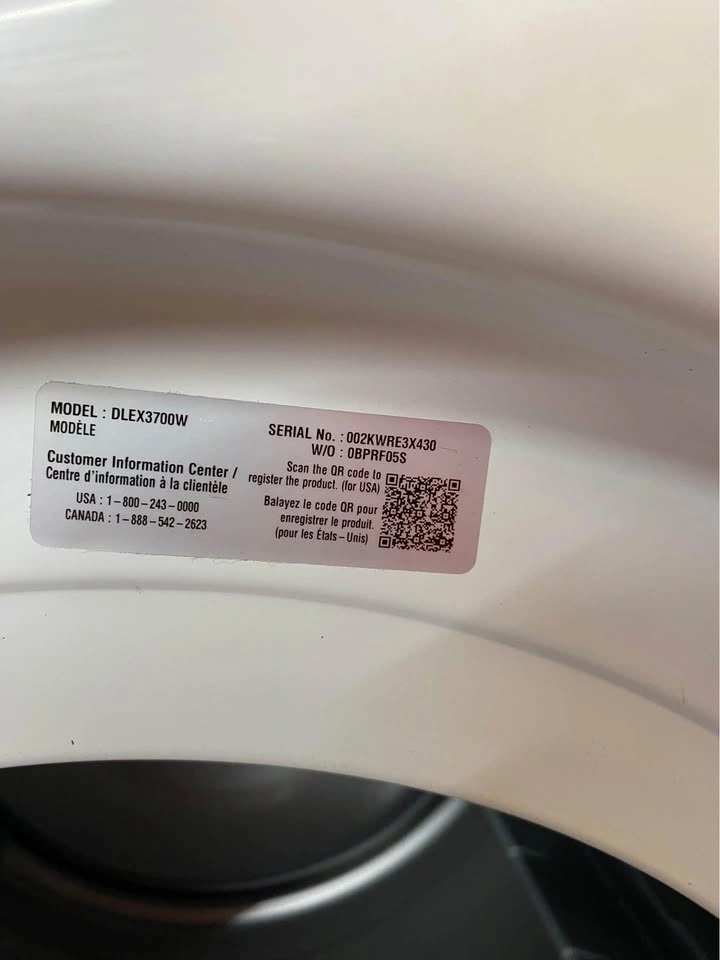 MODEL : DLEX3700W
MODÈLE
Customer Information Center /
Centre d'information à la clientèle
USA : 1–800–243–0000
CANADA : 1–888–542–2623
SERIAL No. : 002KWRE3X430
W/O : 0BPRF05S
Scan the QR code to
register the product. (for USA)
Balayez le code QR pour
enregistrer le produit.
(pour les États–Unis)